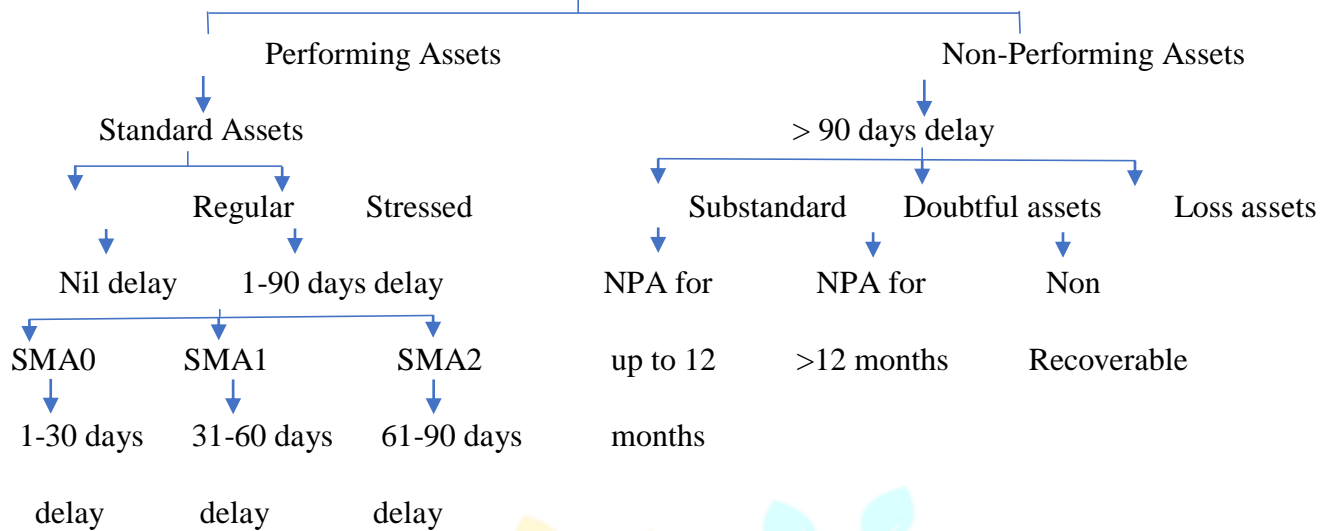 Performing Assets Non-Performing Assets
Standard Assets > 90 days delay
Regular Stressed Substandard Doubtful assets Loss assets
Nil delay 1-90 days delay NPA for NPA for Non
SMA0 SMA1 SMA2 up to 12 >12 months Recoverable
1-30 days 31-60 days 61-90 days months
delay delay delay